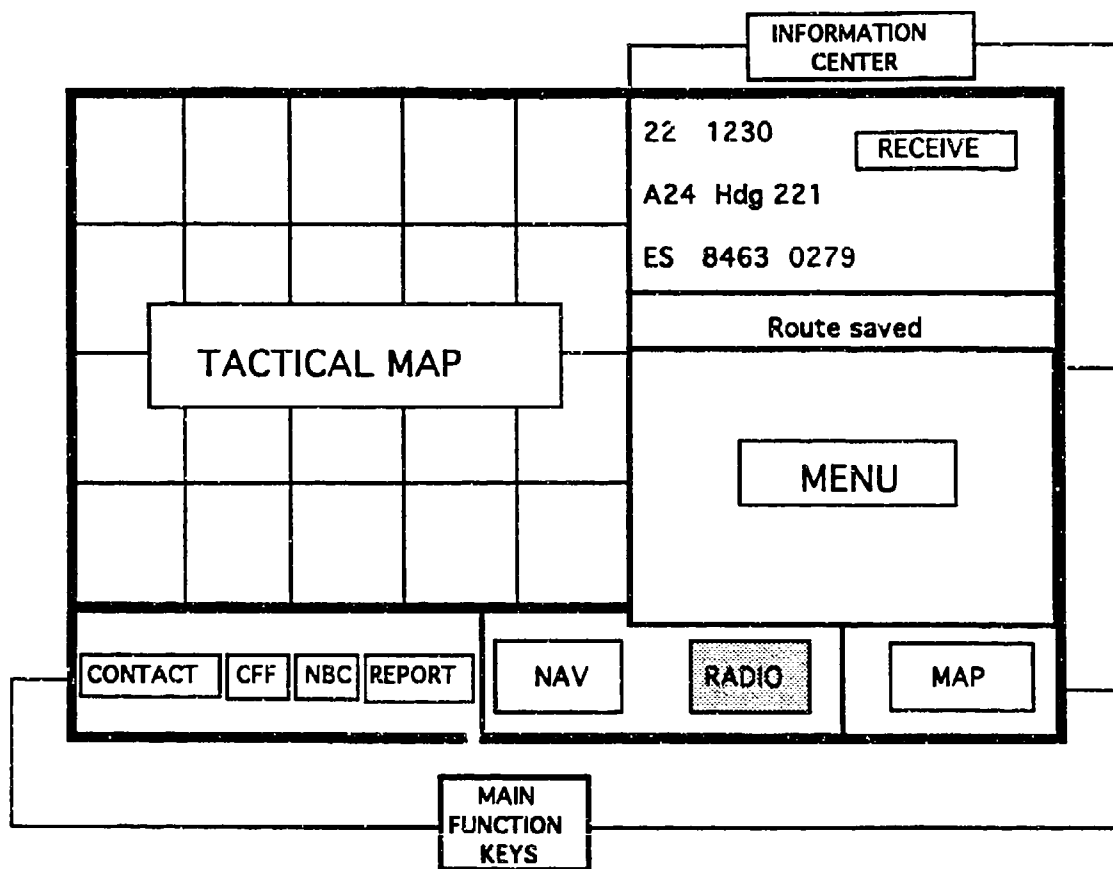 INFORMATION
CENTER
22 1230
RECEIVE
A24 Hdg 221
ES 8463 0279
Route saved
TACTICAL MAP
MENU
CONTACT
CFF
NBC
REPORT
NAV
RADIO
MAP
MAIN
FUNCTION
KEYS